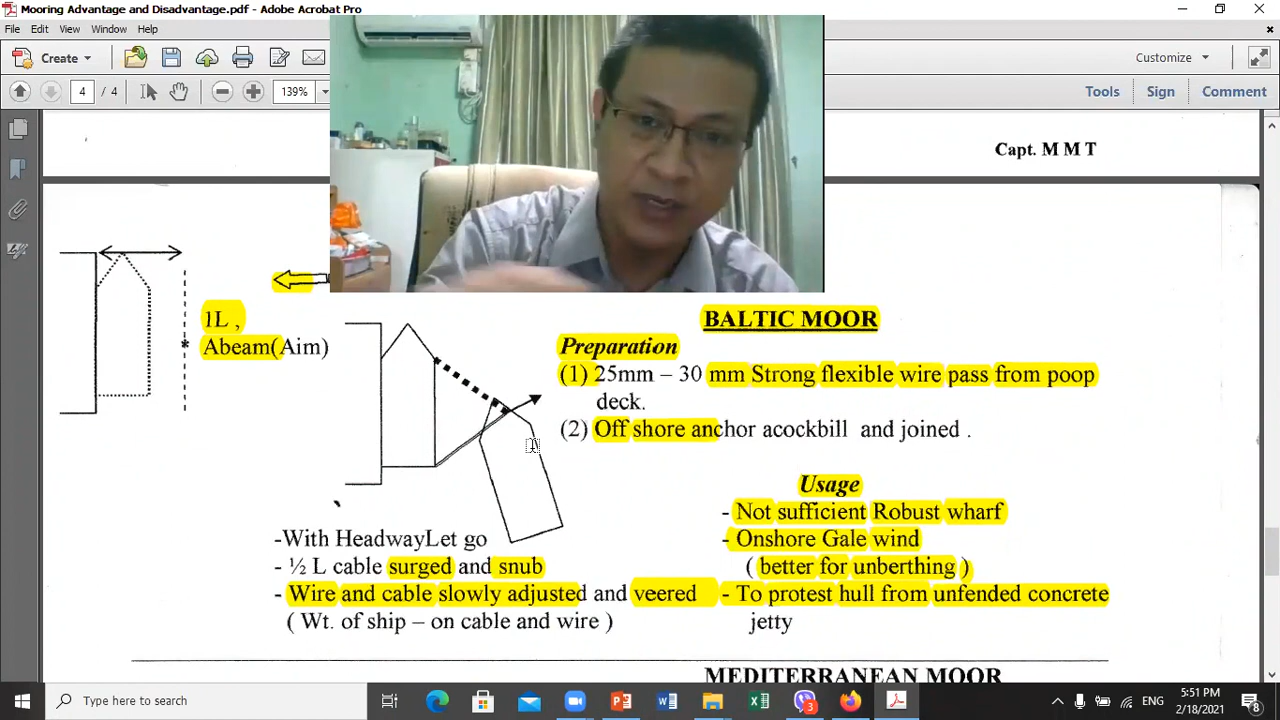 Mooring Advantage and Disadvantage.pdf - Adobe Acrobat Pro
File Edit View Window Help
Create
Customize
4 / 4
139%
Tools Sign Comment
Capt. M M T
1L ,
Abeam(Aim)
BALTIC MOOR
Preparation
(1) 25mm – 30 mm Strong flexible wire pass from poop
deck.
(2) Off shore anchor acockbill and joined .
-With HeadwayLet go
- ½ L cable surged and snub
- Wire and cable slowly adjusted and veered
( Wt. of ship – on cable and wire )
Usage
- Not sufficient Robust wharf
- Onshore Gale wind
( better for unberthing )
- To protest hull from unfended concrete
jetty
MEDITERRANEAN MOOR
Type here to search
3
ENG
5:51 PM
2/18/2021
8